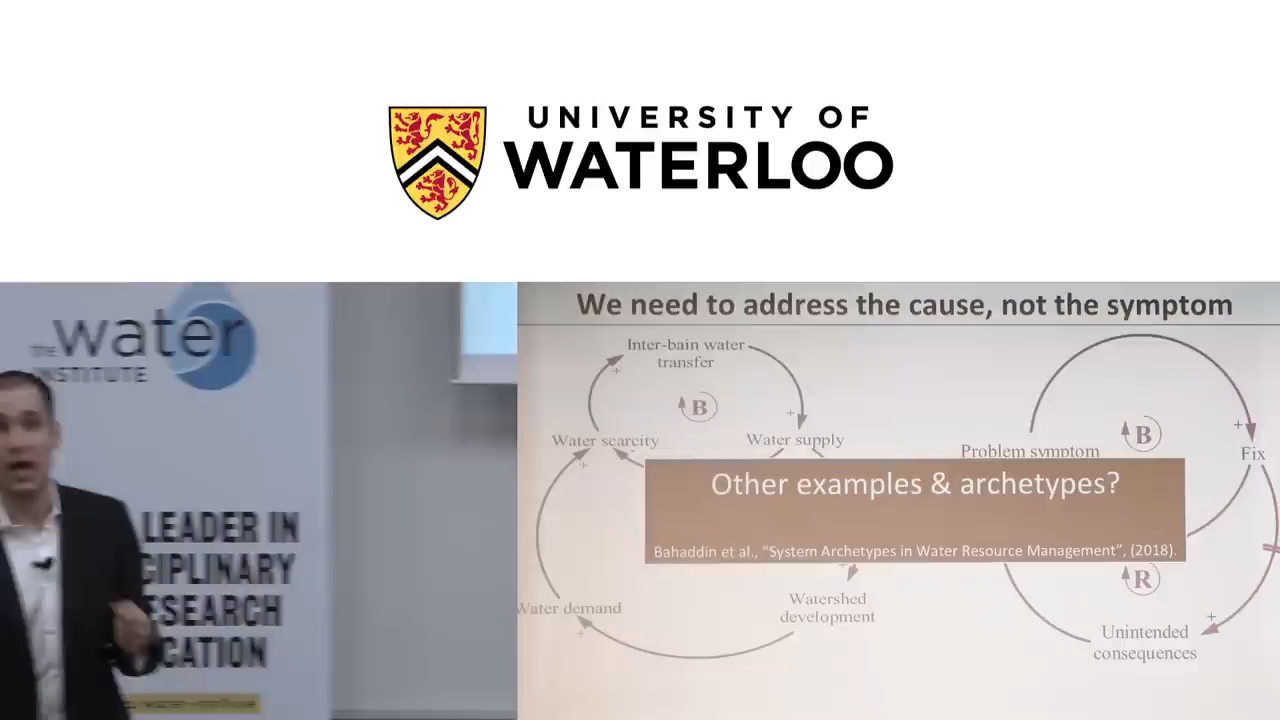 UNIVERSITY OF
WATERLOO
the water
INSTITUTE
LEADER IN
CIPLINARY
ESEARCH
CATION
We need to address the cause, not the symptom
Inter-bain water
transfer
+
B
+
Water scarcity
Water supply
+
Other examples & archetypes?
Bahaddin et al., “System Archetypes in Water Resource Management”, (2018).
+
Water demand
+
Watershed
development
B
+
Problem symptom
Fix
R
+
Unintended
consequences